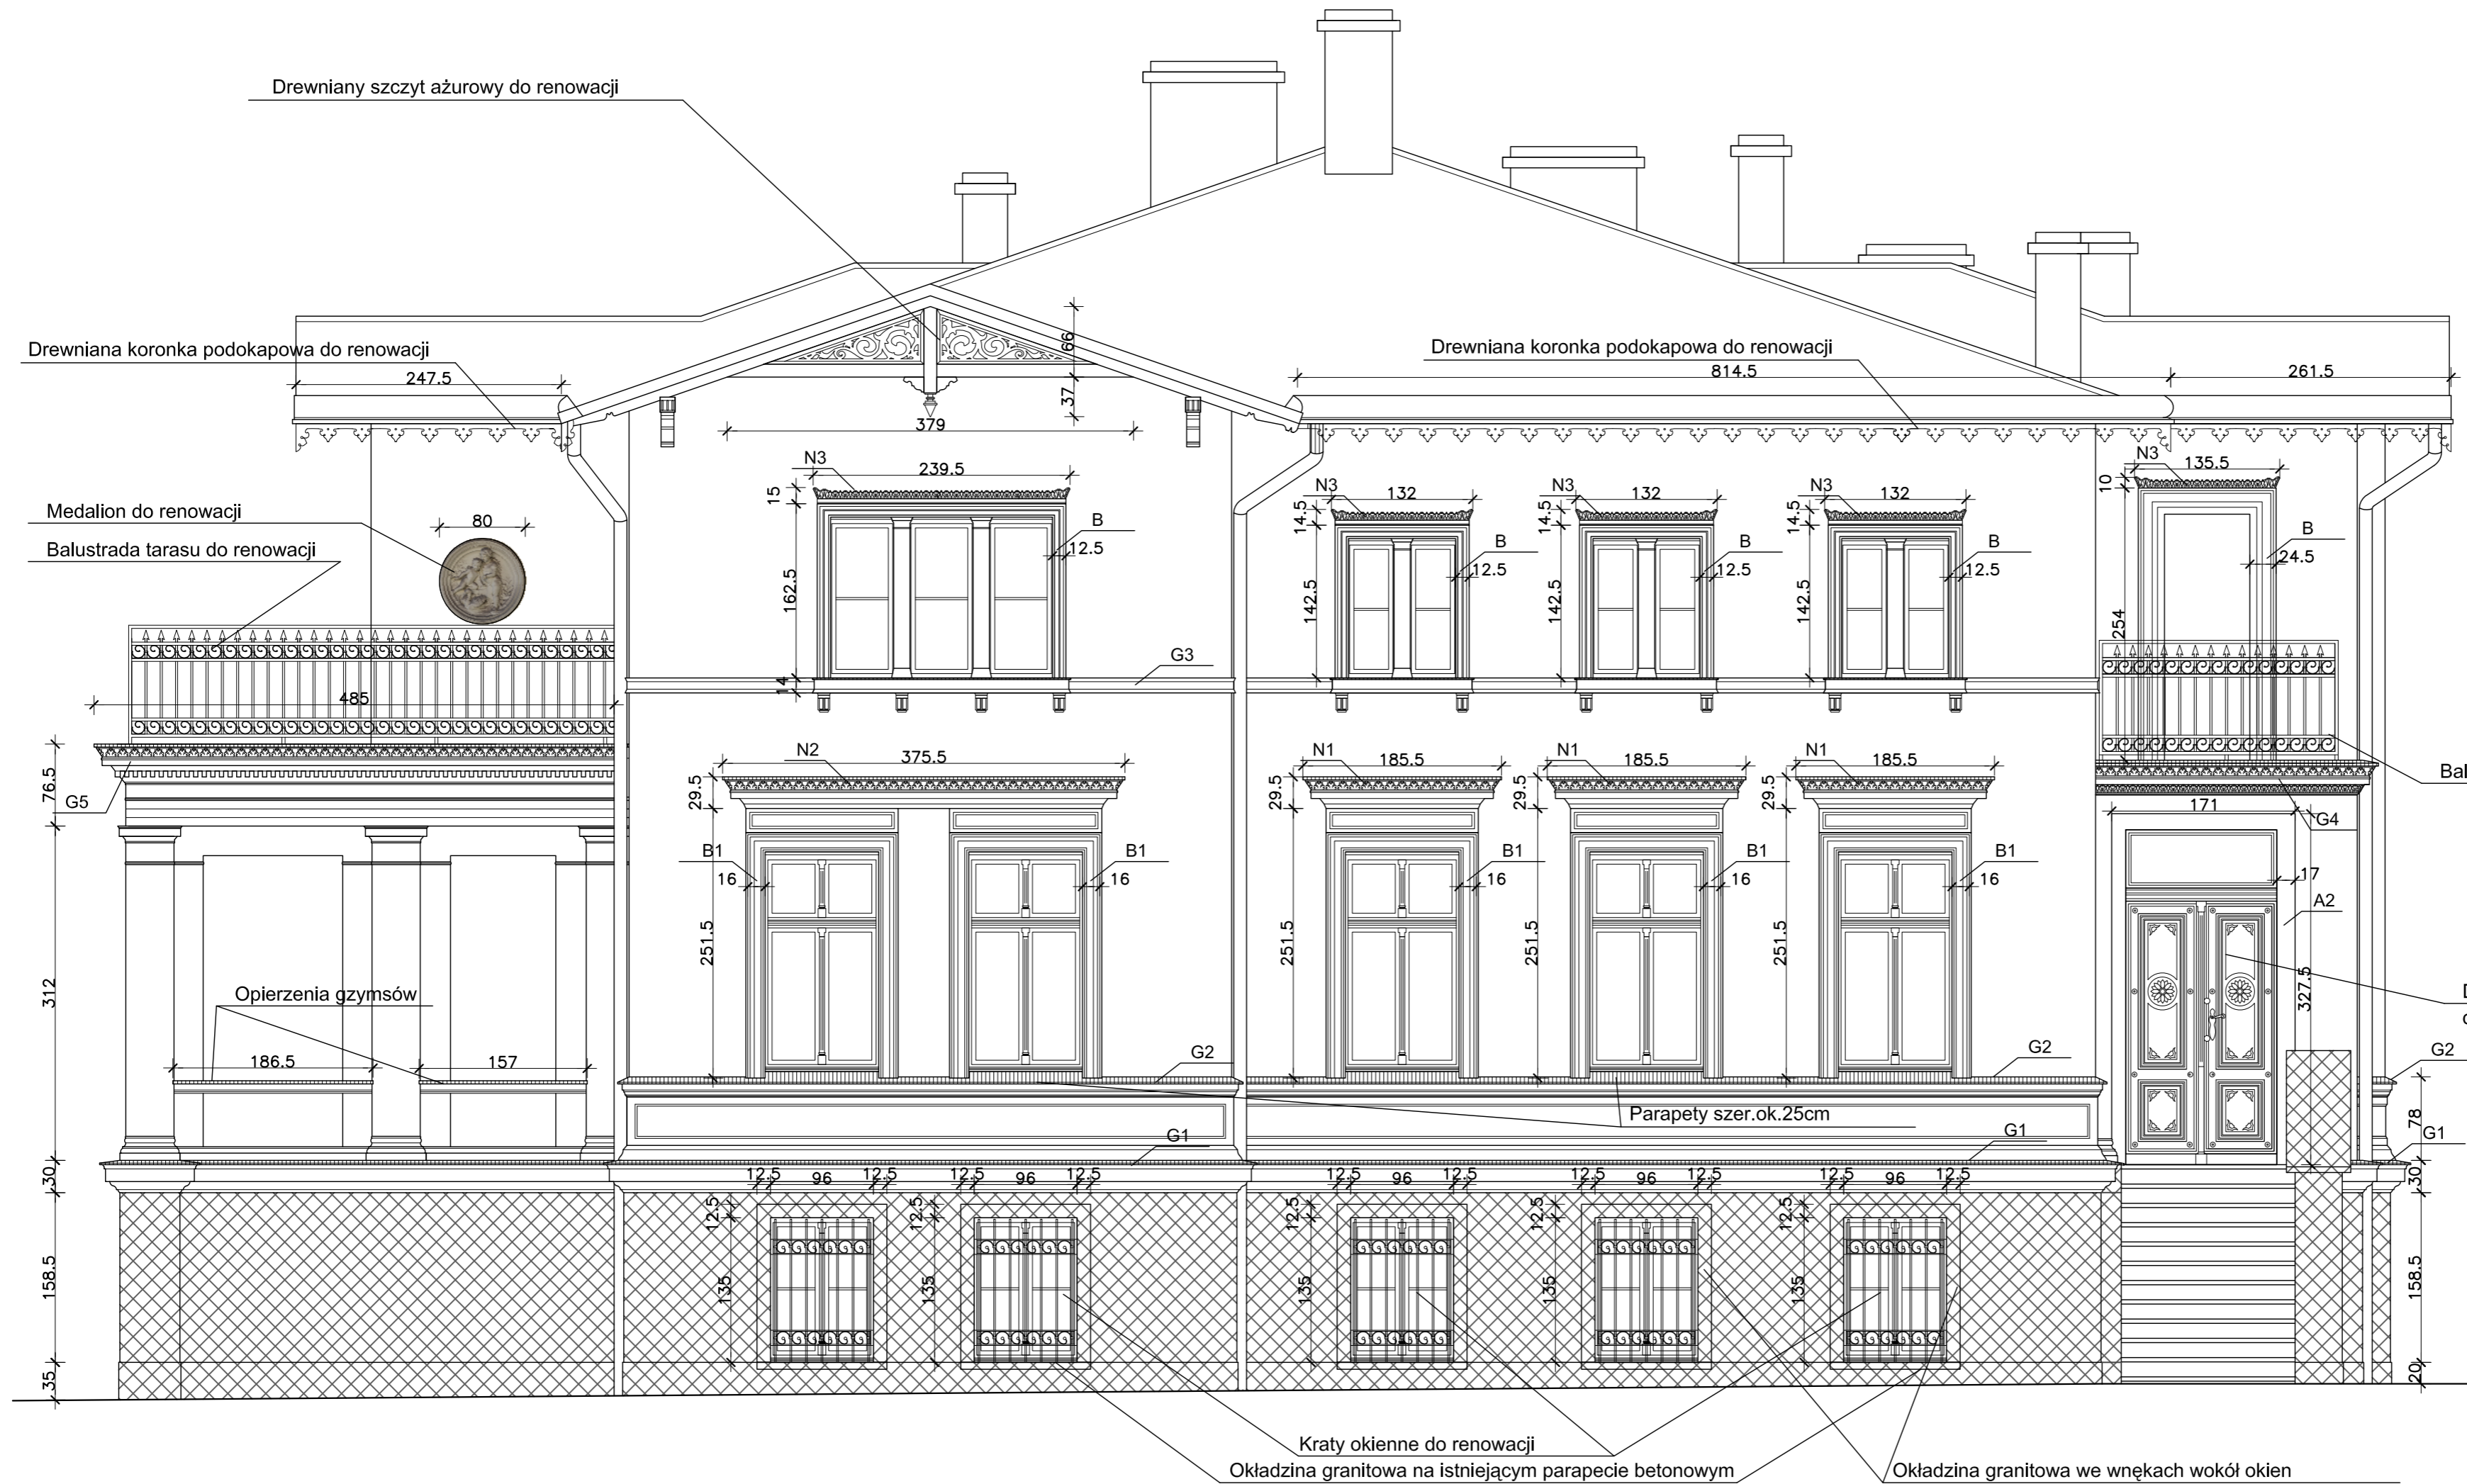 Drewniany szczyt ażurowy do renowacji
Drewniana koronka podokapowa do renowacji
Drewniana koronka podokapowa do renowacji
247.5
814.5
261.5
66
37
379
Medalion do renowacji
80
Balustrada tarasu do renowacji
N3
239.5
15
162.5
B
12.5
14
G3
N3
132
14.5
142.5
B
12.5
N3
132
14.5
142.5
B
12.5
N3
132
14.5
142.5
B
12.5
N3
135.5
10
254
B
24.5
485
76.5
G5
N2
375.5
29.5
251.5
B1
16
B1
16
N1
185.5
29.5
251.5
B1
16
N1
185.5
29.5
251.5
B1
16
N1
185.5
29.5
251.5
B1
16
171
G4
17
A2
327.5
312
Opierzenia gzymsów
186.5
157
G2
G2
G2
Parapety szer.ok.25cm
78
G1
G1
G1
30
30
12.5
96
12.5
12.5
135
12.5
96
12.5
12.5
135
12.5
96
12.5
12.5
135
12.5
96
12.5
12.5
135
12.5
96
12.5
12.5
135
158.5
158.5
35
20
Kraty okienne do renowacji
Okładzina granitowa na istniejącym parapecie betonowym
Okładzina granitowa we wnękach wokół okien